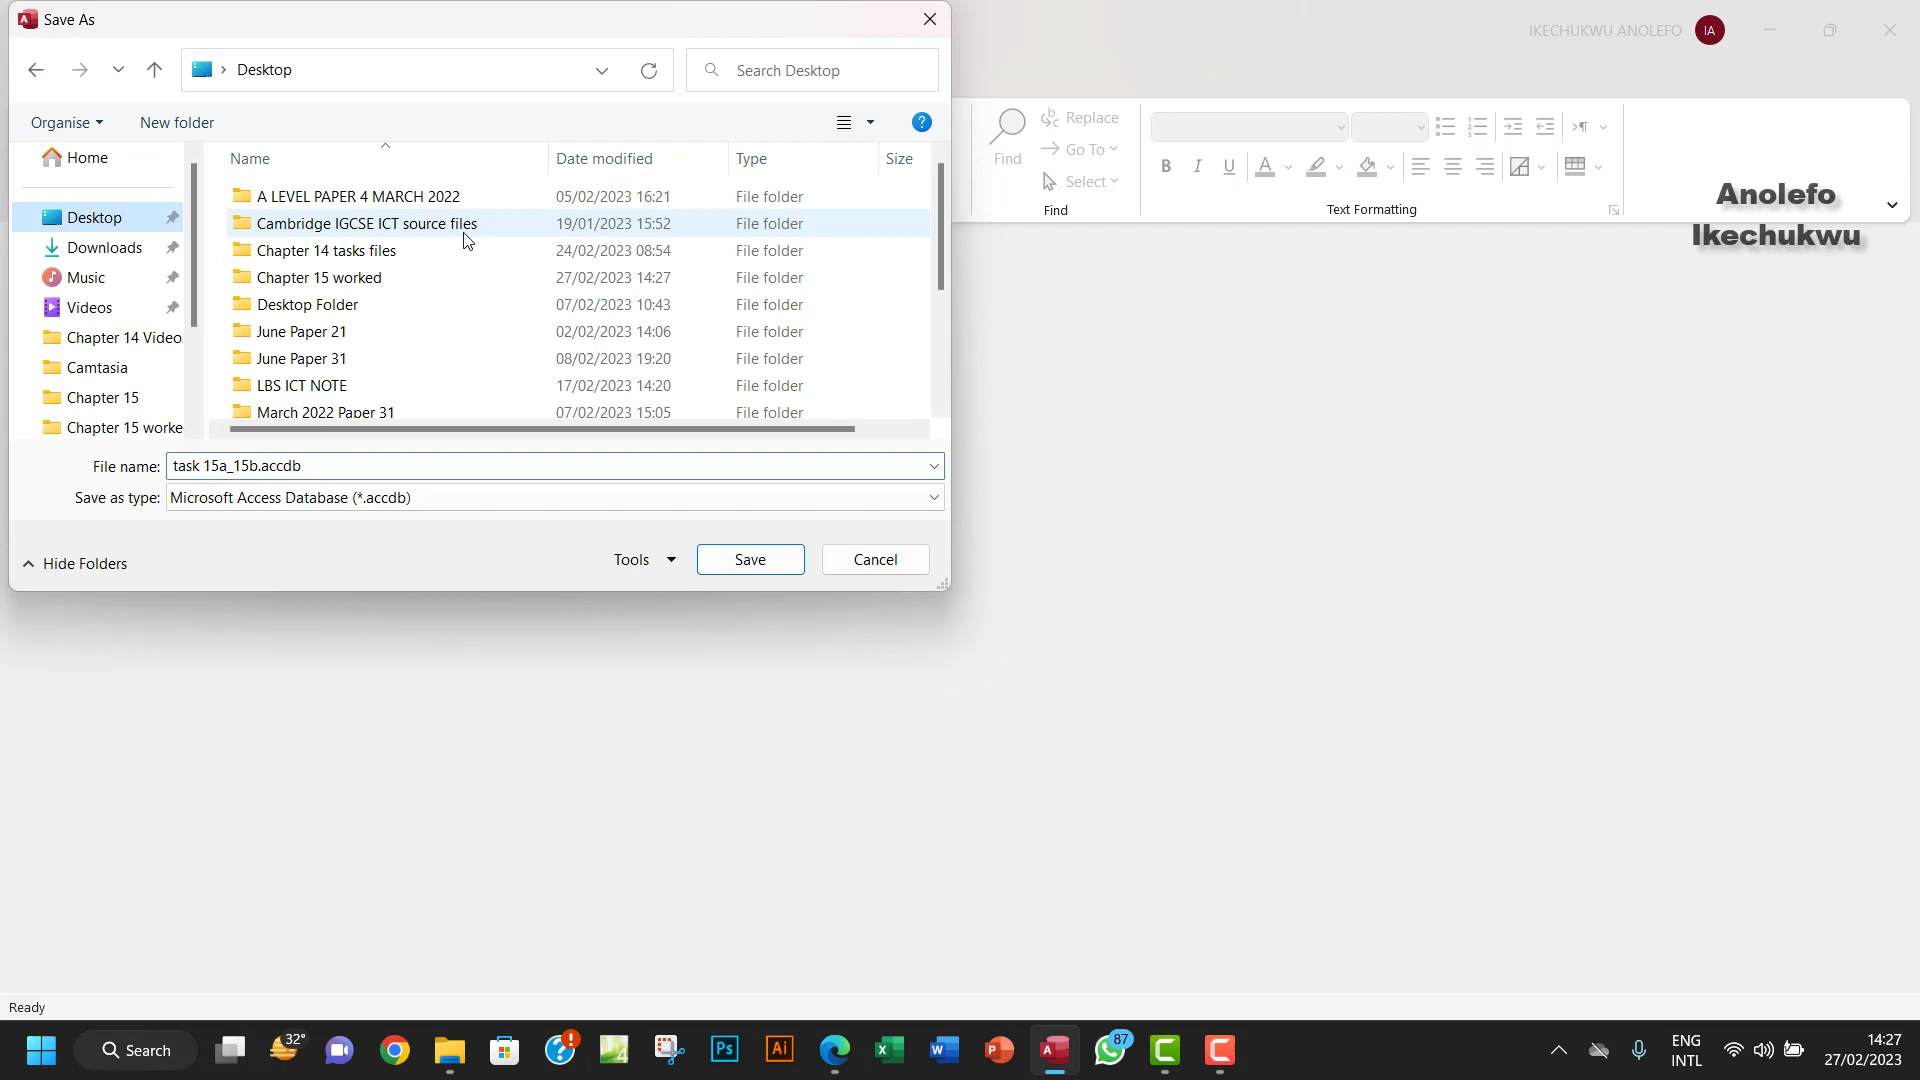 Save As
IKECHUKWU ANOLEFO IA
Desktop
Search Desktop
Organise
New folder
Home
Desktop
Downloads
Music
Videos
Chapter 14 Video
Camtasia
Chapter 15
Chapter 15 worke
Name Date modified Type Size
A LEVEL PAPER 4 MARCH 2022 05/02/2023 16:21 File folder
Cambridge IGCSE ICT source files 19/01/2023 15:52 File folder
Chapter 14 tasks files 24/02/2023 08:54 File folder
Chapter 15 worked 27/02/2023 14:27 File folder
Desktop Folder 07/02/2023 10:43 File folder
June Paper 21 02/02/2023 14:06 File folder
June Paper 31 08/02/2023 19:20 File folder
LBS ICT NOTE 17/02/2023 14:20 File folder
March 2022 Paper 31 07/02/2023 15:05 File folder
File name: task 15a_15b.accdb
Save as type: Microsoft Access Database (*.accdb)
Hide Folders
Tools
Save
Cancel
Find
Replace
Go To
Select
Find
B I U A
Text Formatting
Anolefo
Ikechukwu
Ready
Search
32°
Ps
Ai
87
ENG
INTL
14:27
27/02/2023